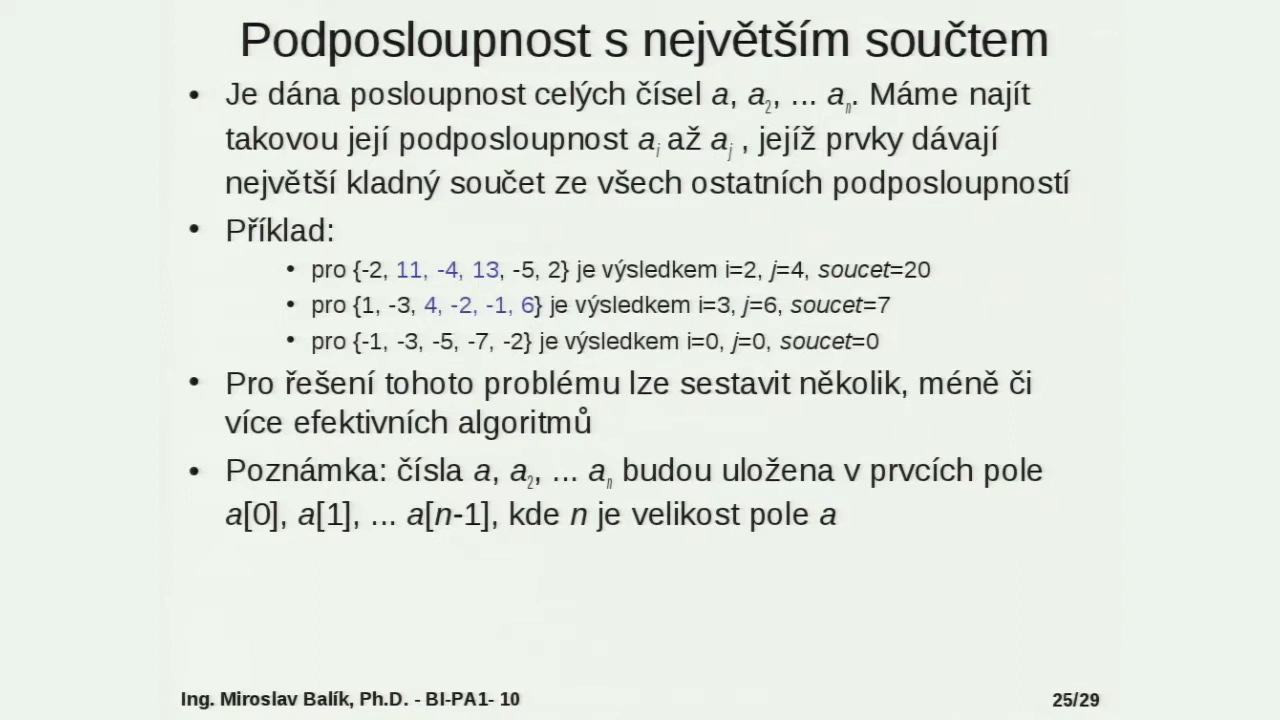 Podposloupnost s největším součtem
• Je dána posloupnost celých čísel a, a2, ... an. Máme najít
takovou její podposloupnost ai až aj , jejíž prvky dávají
největší kladný součet ze všech ostatních podposloupností
• Příklad:
• pro {-2, 11, -4, 13, -5, 2} je výsledkem i=2, j=4, soucet=20
• pro {1, -3, 4, -2, -1, 6} je výsledkem i=3, j=6, soucet=7
• pro {-1, -3, -5, -7, -2} je výsledkem i=0, j=0, soucet=0
• Pro řešení tohoto problému lze sestavit několik, méně či
více efektivních algoritmů
• Poznámka: čísla a, a2, ... an budou uložena v prvcích pole
a[0], a[1], ... a[n-1], kde n je velikost pole a
Ing. Miroslav Balík, Ph.D. - BI-PA1- 10
25/29